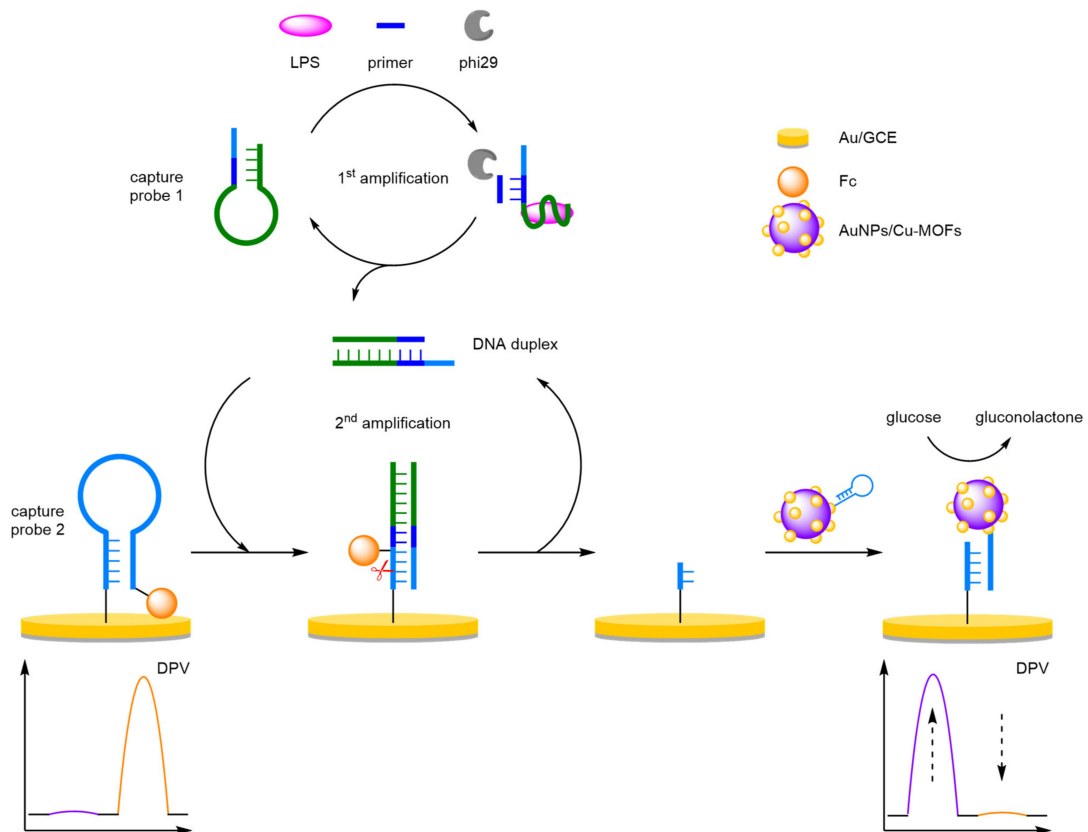 LPS
primer
phi29
capture
probe 1
1st amplification
Au/GCE
Fc
AuNPs/Cu-MOFs
DNA duplex
2nd amplification
glucose
gluconolactone
capture
probe 2
DPV
DPV